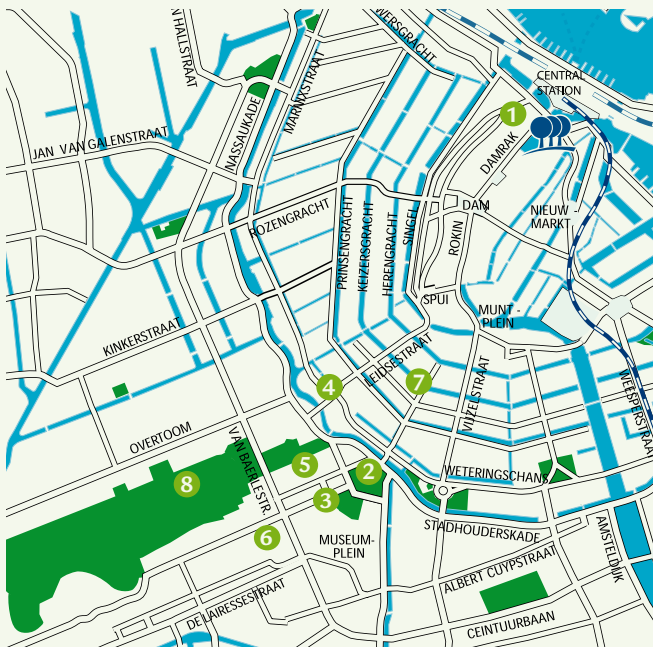 WERSGRACHT
N HALLSTRAAT
CENTRAL
STATION
MARNIXSTRAAT
NASSAUKADE
1
DAMRAK
JAN VAN GALENSTRAAT
ROZENGRACHT
PRINSENGRACHT
KEIZERSGRACHT
HERENGRACHT
SINGEL
DAM
ROKIN
NIEUW -
MARKT
SPUI
MUNT -
PLEIN
KINKERSTRAAT
LEIDSESTRAAT
4
7
VIJZELSTRAAT
WEESPERSTRAAT
OVERTOOM
VAN BAERLESTR.
5
2
WETERINGSCHANS
8
3
6
MUSEUM-
PLEIN
STADHOUDERSKADE
AMSTELDIJK
ALBERT CUYPSTRAAT
DE LAIRESSESTRAAT
CEINTUURBAAN